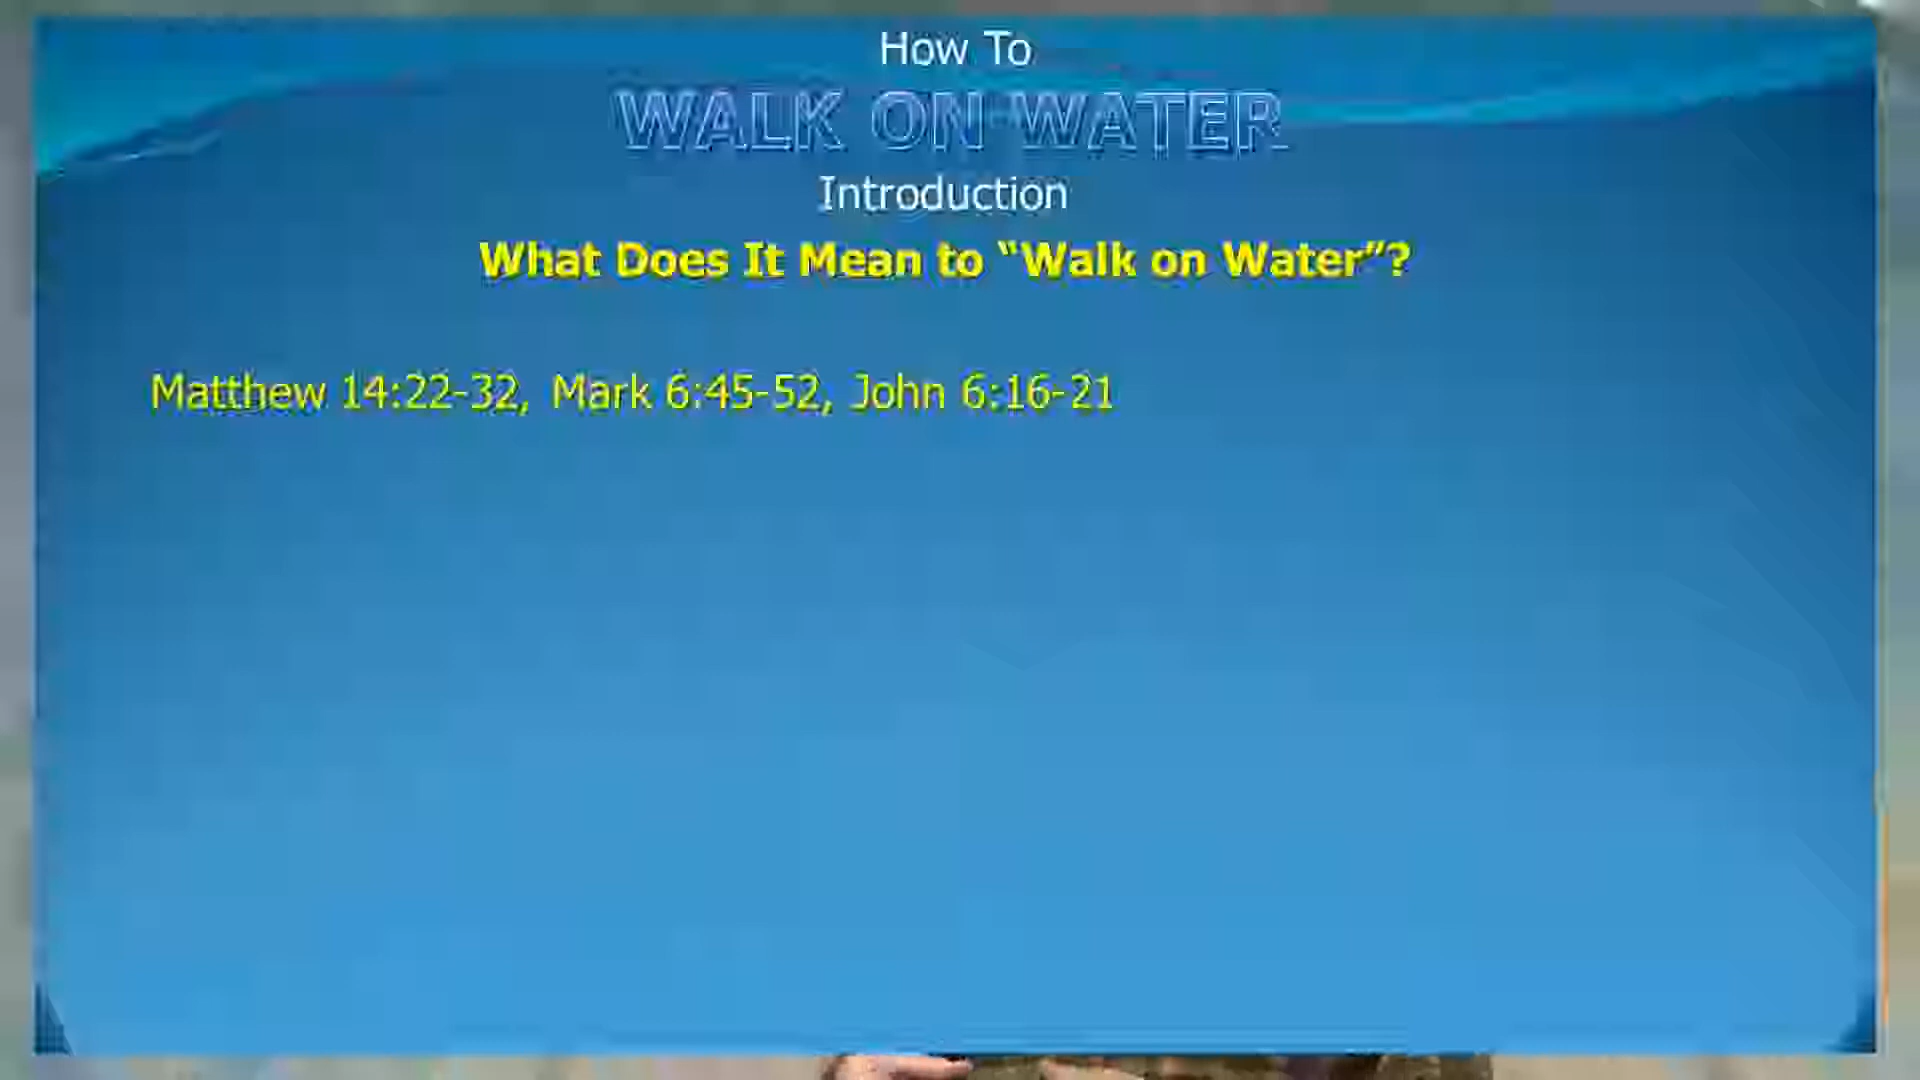 How To
WALK ON WATER
Introduction
What Does It Mean to “Walk on Water”?
Matthew 14:22-32, Mark 6:45-52, John 6:16-21